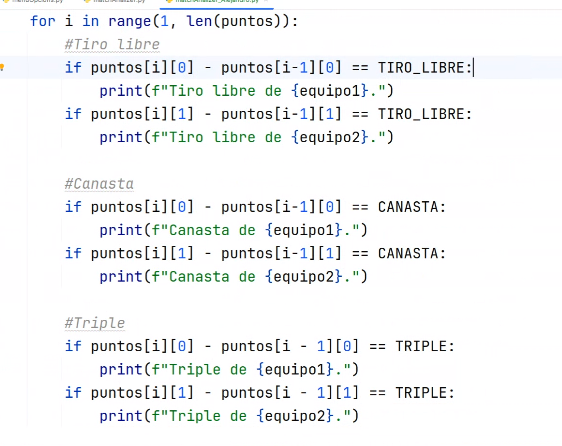 for i in range(1, len(puntos)):
#Tiro libre
if puntos[i][0] - puntos[i-1][0] == TIRO_LIBRE:
print(f"Tiro libre de {equipo1}.")
if puntos[i][1] - puntos[i-1][1] == TIRO_LIBRE:
print(f"Tiro libre de {equipo2}.")
#Canasta
if puntos[i][0] - puntos[i-1][0] == CANASTA:
print(f"Canasta de {equipo1}.")
if puntos[i][1] - puntos[i-1][1] == CANASTA:
print(f"Canasta de {equipo2}.")
#Triple
if puntos[i][0] - puntos[i - 1][0] == TRIPLE:
print(f"Triple de {equipo1}.")
if puntos[i][1] - puntos[i - 1][1] == TRIPLE:
print(f"Triple de {equipo2}.")